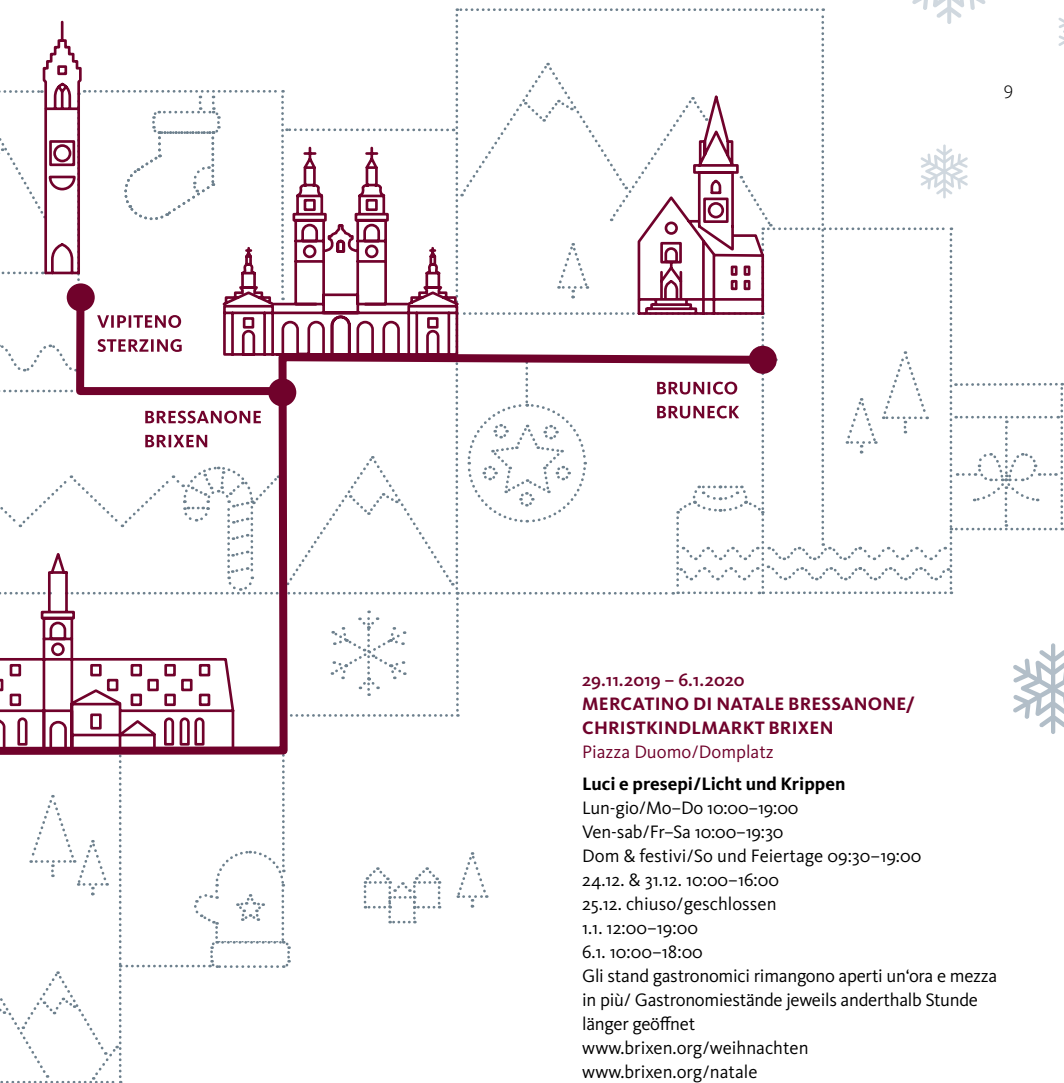 9
VIPITENO
STERZING
BRESSANONE
BRIXEN
BRUNICO
BRUNECK
29.11.2019 – 6.1.2020
MERCATINO DI NATALE BRESSANONE/
CHRISTKINDLMARKT BRIXEN
Piazza Duomo/Domplatz
Luci e presepi/Licht und Krippen
Lun-gio/Mo–Do 10:00–19:00
Ven-sab/Fr–Sa 10:00–19:30
Dom & festivi/So und Feiertage 09:30–19:00
24.12. & 31.12. 10:00–16:00
25.12. chiuso/geschlossen
1.1. 12:00–19:00
6.1. 10:00–18:00
Gli stand gastronomici rimangono aperti un‘ora e mezza
in più/ Gastronomiestände jeweils anderthalb Stunde
länger geöffnet
www.brixen.org/weihnachten
www.brixen.org/natale